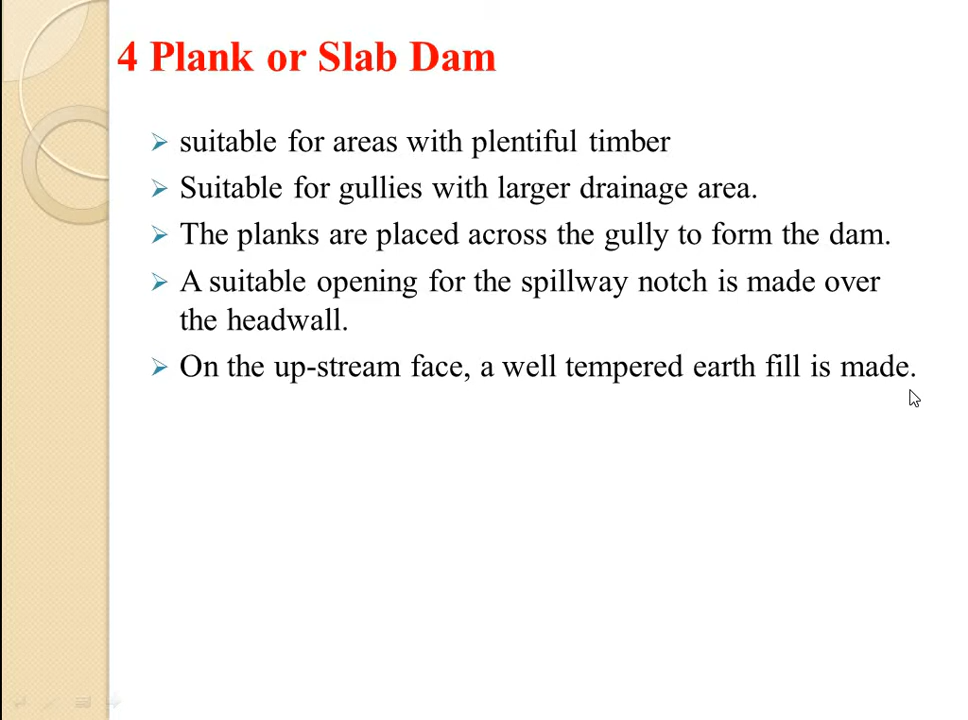 4 Plank or Slab Dam
suitable for areas with plentiful timber
Suitable for gullies with larger drainage area.
The planks are placed across the gully to form the dam.
A suitable opening for the spillway notch is made over
the headwall.
On the up-stream face, a well tempered earth fill is made.